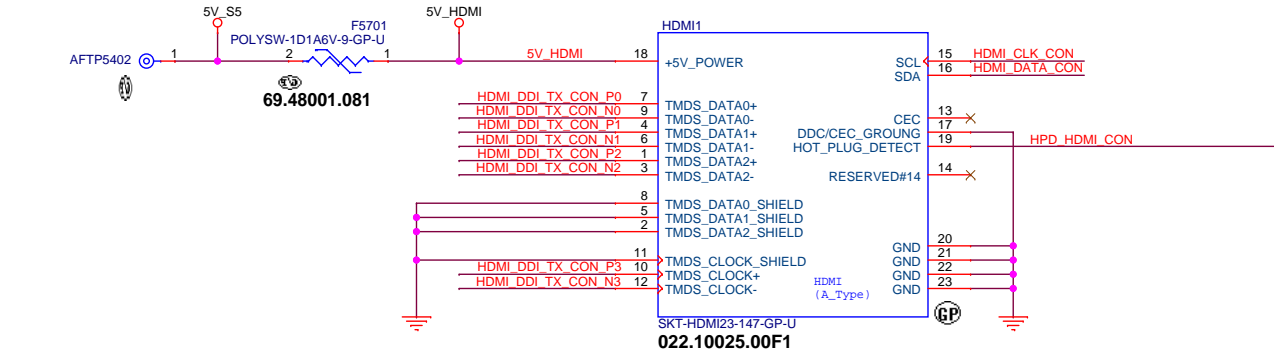 5V_S5
5V_HDMI
F5701
POLYSW-1D1A6V-9-GP-U
AFTP5402
1
2
1
69.48001.081
HDMI1
5V_HDMI
18
+5V_POWER
SCL
15
HDMI_CLK_CON
SDA
16
HDMI_DATA_CON
HDMI_DDI_TX_CON_P0
7
TMDS_DATA0+
HDMI_DDI_TX_CON_N0
9
TMDS_DATA0-
HDMI_DDI_TX_CON_P1
4
TMDS_DATA1+
HDMI_DDI_TX_CON_N1
6
TMDS_DATA1-
HDMI_DDI_TX_CON_P2
1
TMDS_DATA2+
HDMI_DDI_TX_CON_N2
3
TMDS_DATA2-
CEC
13
DDC/CEC_GROUNG
17
HOT_PLUG_DETECT
19
HPD_HDMI_CON
RESERVED#14
14
8
TMDS_DATA0_SHIELD
5
TMDS_DATA1_SHIELD
2
TMDS_DATA2_SHIELD
11
TMDS_CLOCK_SHIELD
HDMI_DDI_TX_CON_P3
10
TMDS_CLOCK+
HDMI_DDI_TX_CON_N3
12
TMDS_CLOCK-
GND
20
GND
21
GND
22
GND
23
HDMI
(A_Type)
GP
SKT-HDMI23-147-GP-U
022.10025.00F1